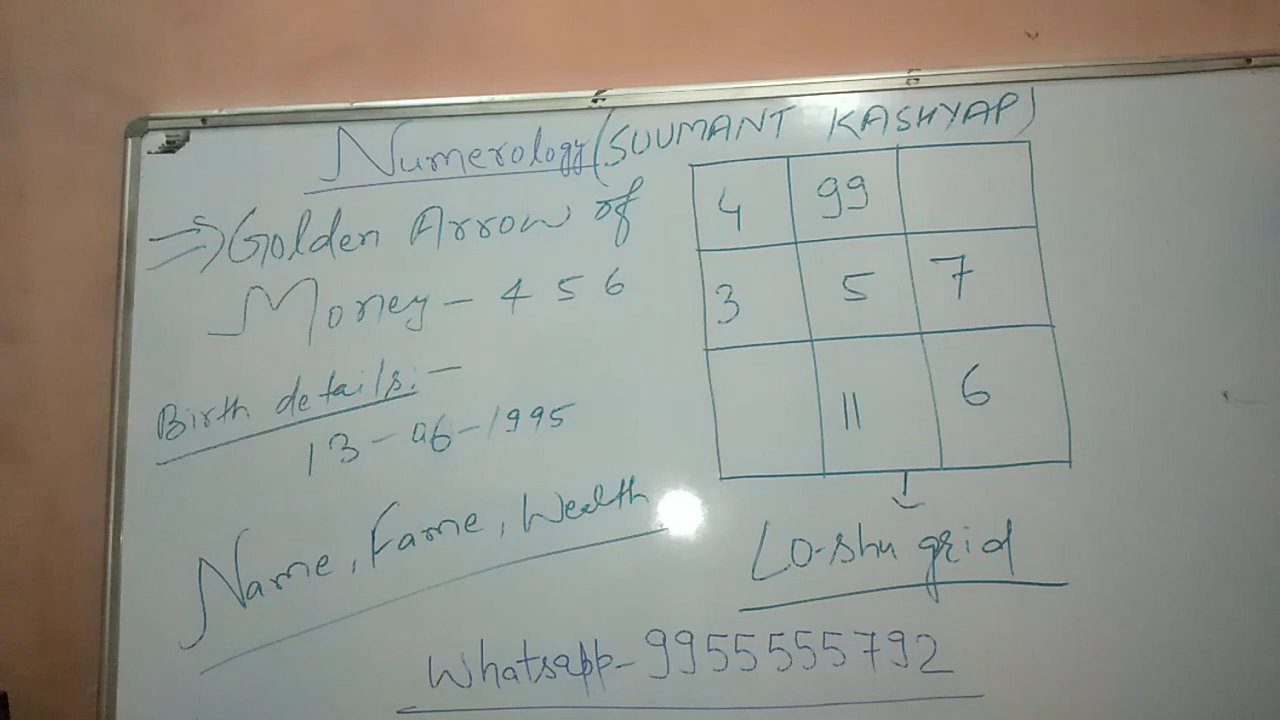 Numerology (SUUMANT KASHYAP)
⇒ Golden Arrow of
Money - 4 5 6
Birth details:-
13-06-1995
Name, Fame, Wealth
4 99
3 5 7
11 6
Lo-shu grid
Whatsapp-9955555792